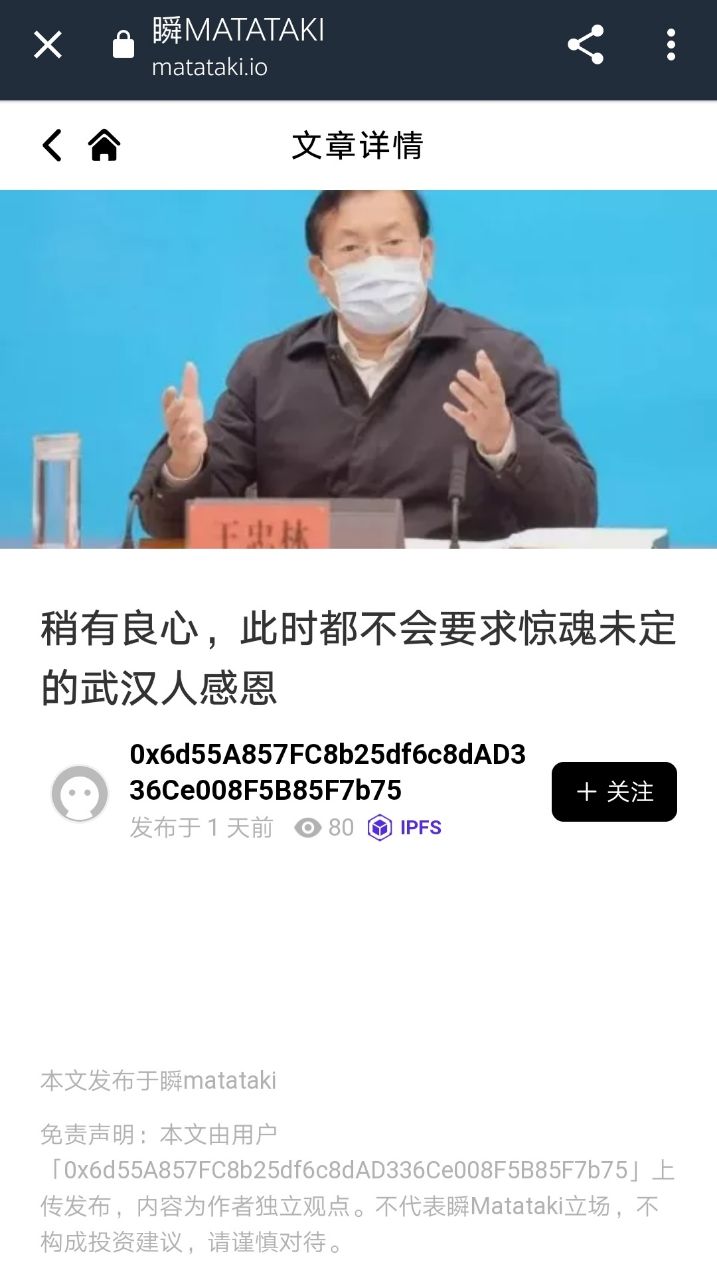 瞬MATATAKI
matataki.io
文章详情
王忠林
稍有良心，此时都不会要求惊魂未定
的武汉人感恩
0x6d55A857FC8b25df6c8dAD3
36Ce008F5B85F7b75
＋ 关注
发布于 1 天前 80 IPFS
本文发布于瞬matataki
免责声明：本文由用户
「0x6d55A857FC8b25df6c8dAD336Ce008F5B85F7b75」上
传发布，内容为作者独立观点。不代表瞬Matataki立场，不
构成投资建议，请谨慎对待。